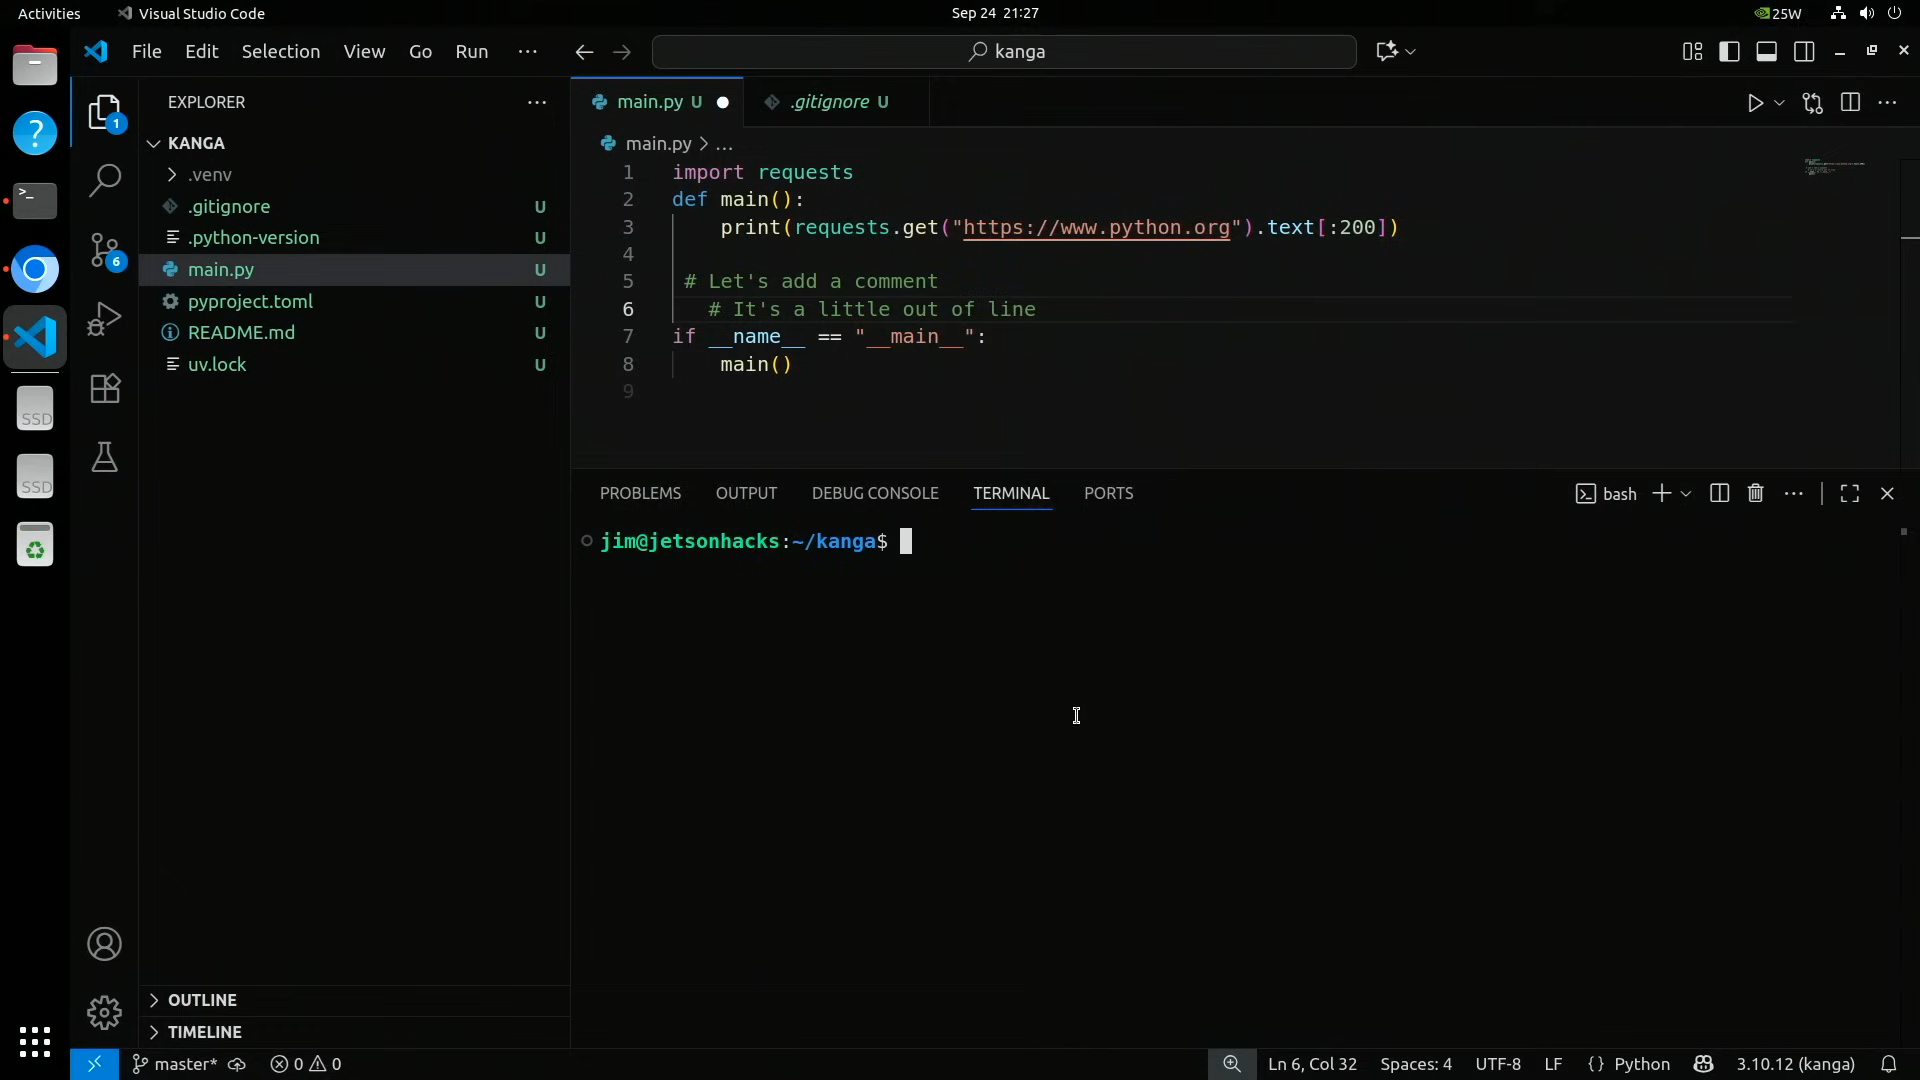 Activities
Visual Studio Code
Sep 24 21:27
25W
File Edit Selection View Go Run ···
kanga
EXPLORER
KANGA
.venv
.gitignore U
.python-version U
main.py U
pyproject.toml U
README.md U
uv.lock U
OUTLINE
TIMELINE
1
6
SSD
SSD
main.py U
.gitignore U
main.py > ...
1 import requests
2 def main():
3 print(requests.get("https://www.python.org").text[:200])
4
5 # Let's add a comment
6 # It's a little out of line
7 if __name__ == "__main__":
8 main()
9
PROBLEMS OUTPUT DEBUG CONSOLE TERMINAL PORTS
bash
jim@jetsonhacks:~/kanga$
master* 0 0 Ln 6, Col 32 Spaces: 4 UTF-8 LF {} Python 3.10.12 (kanga)